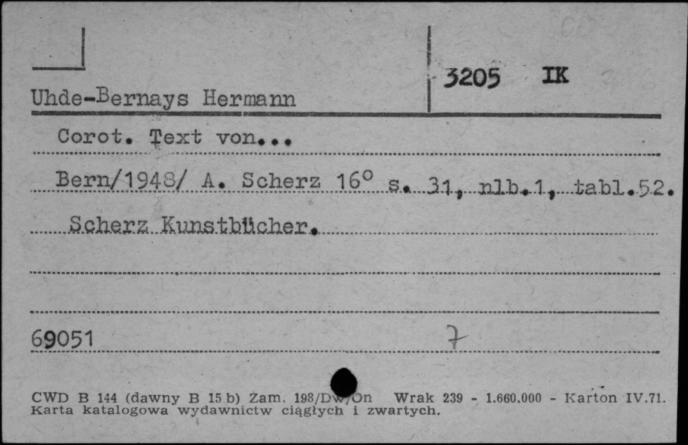 3205 IK
Uhde-Bernays Hermann
Corot. Text von...
Bern/1948/ A. Scherz 16° s. 31, nlb.1, tabl.52.
Scherz Kunstbücher.
69051 7
CWD B 144 (dawny B 15 b) Zam. 198/Dw/On Wrak 239 - 1.660.000 - Karton IV.71.
Karta katalogowa wydawnictw ciągłych i zwartych.